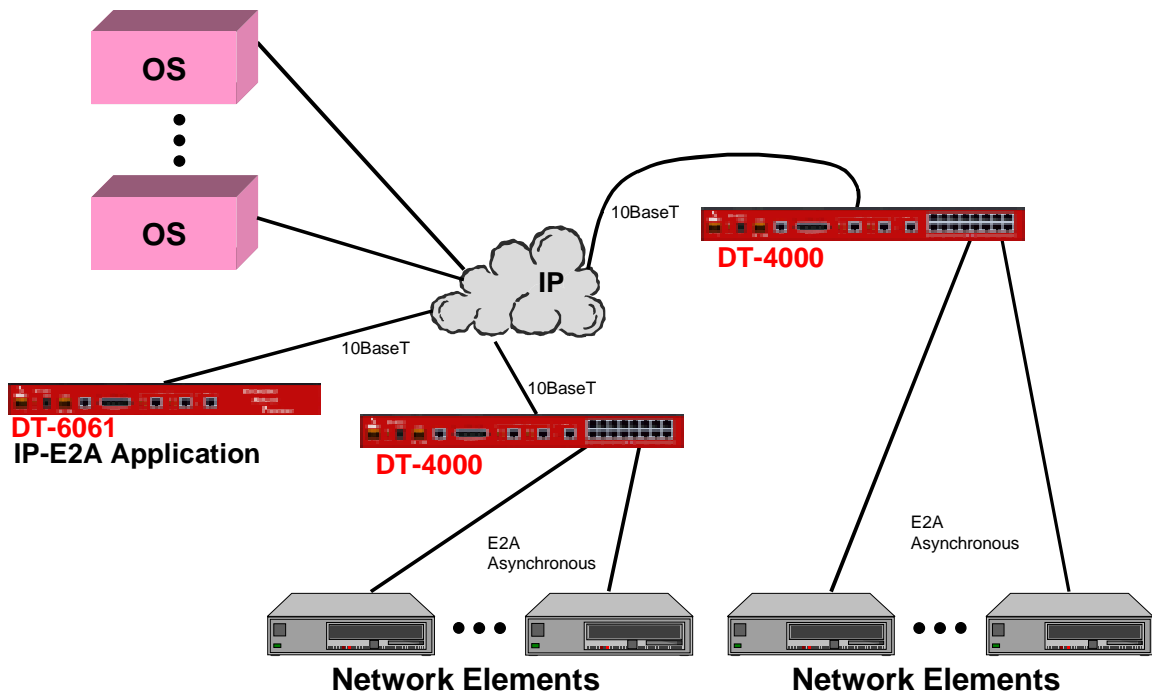 OS
OS
IP
10BaseT
DT-4000
10BaseT
10BaseT
DT-6061
IP-E2A Application
DT-4000
E2A
Asynchronous
E2A
Asynchronous
Network Elements
Network Elements